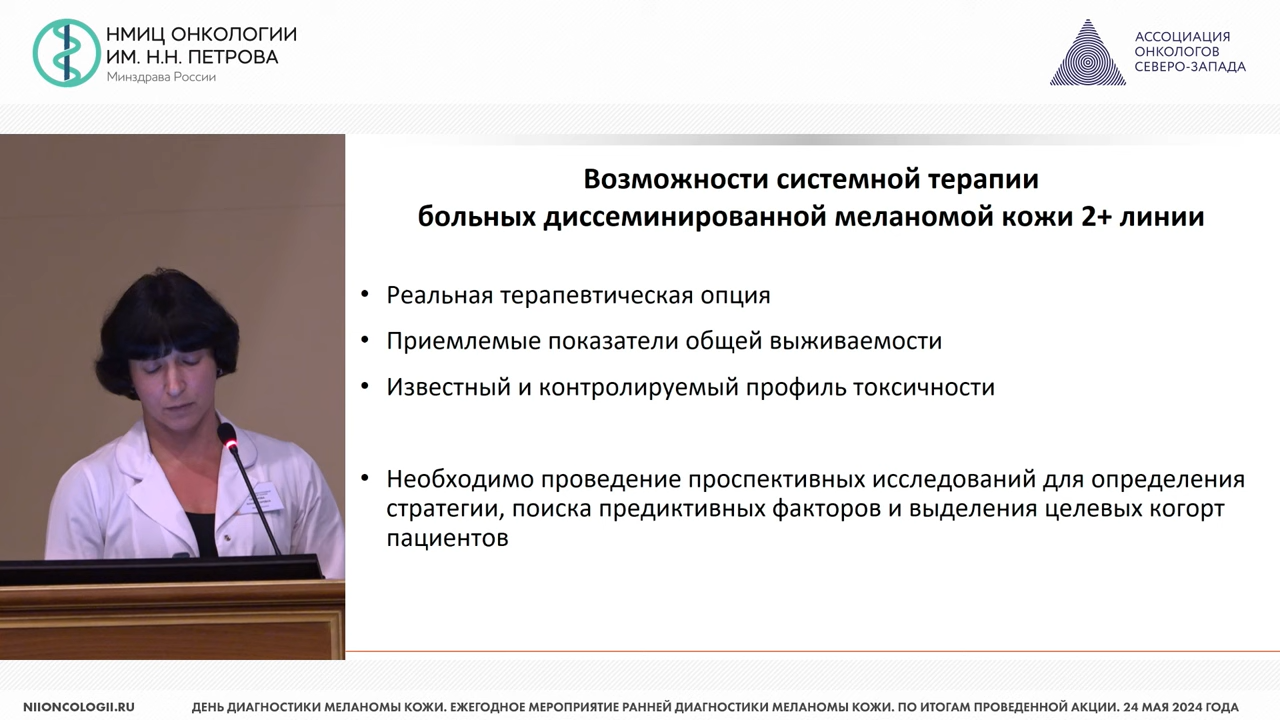 НМИЦ ОНКОЛОГИИ
ИМ. Н.Н. ПЕТРОВА
Минздрава России
АССОЦИАЦИЯ
ОНКОЛОГОВ
СЕВЕРО-ЗАПАДА
Возможности системной терапии
больных диссеминированной меланомой кожи 2+ линии
• Реальная терапевтическая опция
• Приемлемые показатели общей выживаемости
• Известный и контролируемый профиль токсичности
• Необходимо проведение проспективных исследований для определения
стратегии, поиска предиктивных факторов и выделения целевых когорт
пациентов
NIIONCOLOGII.RU
ДЕНЬ ДИАГНОСТИКИ МЕЛАНОМЫ КОЖИ. ЕЖЕГОДНОЕ МЕРОПРИЯТИЕ РАННЕЙ ДИАГНОСТИКИ МЕЛАНОМЫ КОЖИ. ПО ИТОГАМ ПРОВЕДЕННОЙ АКЦИИ. 24 МАЯ 2024 ГОДА